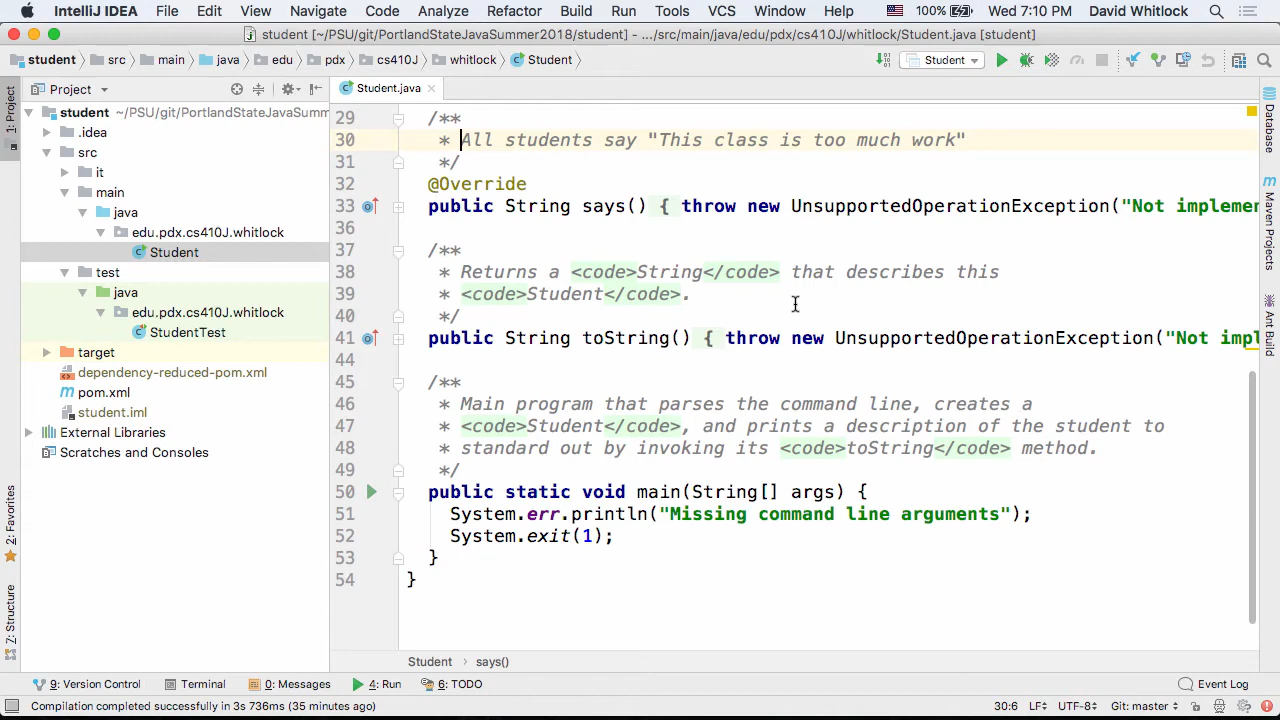 IntelliJ IDEA File Edit View Navigate Code Analyze Refactor Build Run Tools VCS Window Help 100% Wed 7:10 PM David Whitlock
student [~/PSU/git/PortlandStateJavaSummer2018/student] - .../src/main/java/edu/pdx/cs410J/whitlock/Student.java [student]
student src main java edu pdx cs410J whitlock Student Student
Project Student.java
student ~/PSU/git/PortlandStateJavaSumm
.idea
src
it
main
java
edu.pdx.cs410J.whitlock
Student
test
java
edu.pdx.cs410J.whitlock
StudentTest
target
dependency-reduced-pom.xml
pom.xml
student.iml
External Libraries
Scratches and Consoles
29 /**
30 * All students say "This class is too much work"
31 */
32 @Override
33 public String says() { throw new UnsupportedOperationException("Not implemen
36
37 /**
38 * Returns a <code>String</code> that describes this
39 * <code>Student</code>.
40 */
41 public String toString() { throw new UnsupportedOperationException("Not impl
44
45 /**
46 * Main program that parses the command line, creates a
47 * <code>Student</code>, and prints a description of the student to
48 * standard out by invoking its <code>toString</code> method.
49 */
50 public static void main(String[] args) {
51 System.err.println("Missing command line arguments");
52 System.exit(1);
53 }
54 }
Student says()
1: Project
2: Favorites
7: Structure
Database
Maven Projects
Ant Build
9: Version Control Terminal 0: Messages 4: Run 6: TODO Event Log
Compilation completed successfully in 3s 736ms (35 minutes ago) 30:6 LF UTF-8 Git: master